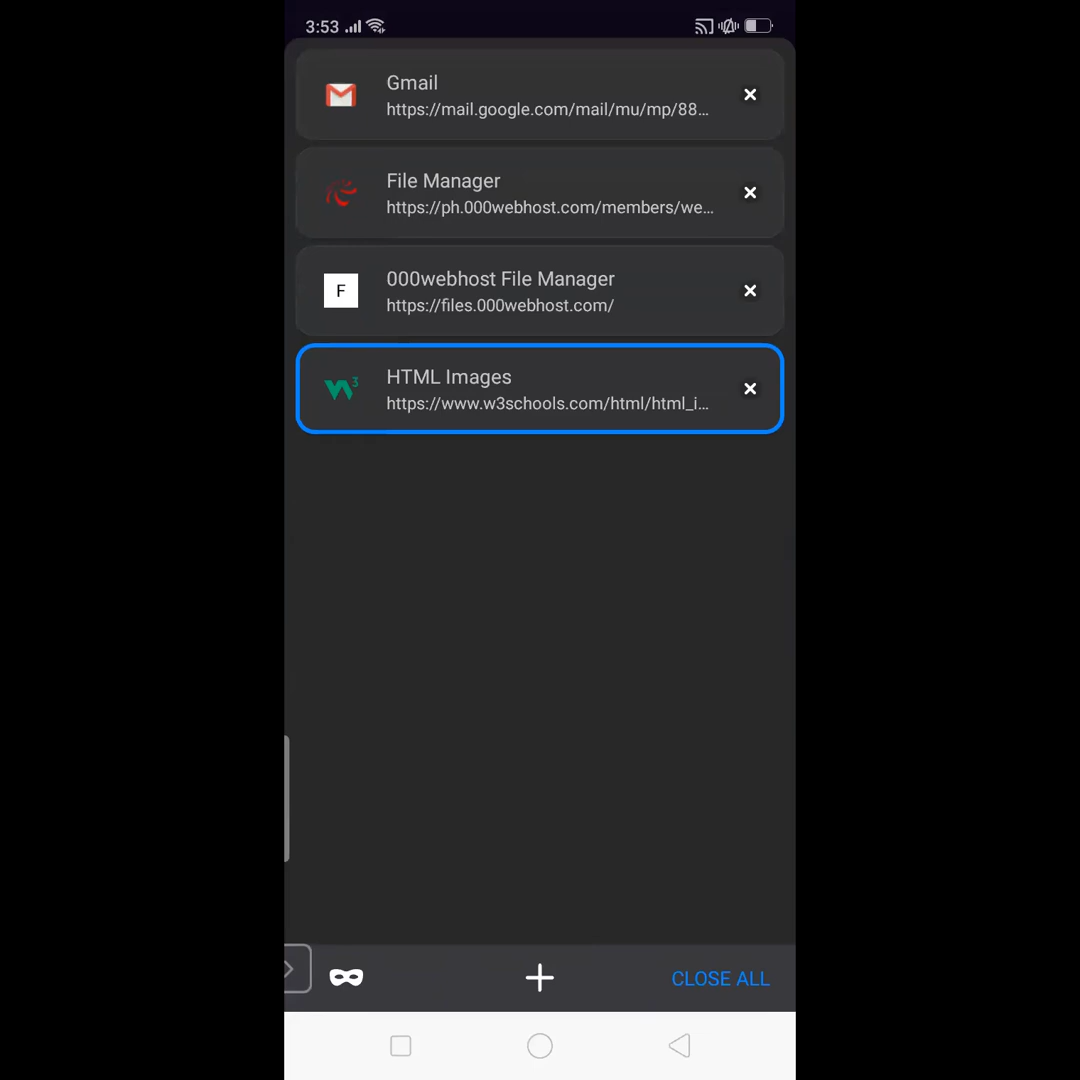 3:53
Gmail
https://mail.google.com/mail/mu/mp/88...
File Manager
https://ph.000webhost.com/members/we...
F
000webhost File Manager
https://files.000webhost.com/
W3
HTML Images
https://www.w3schools.com/html/html_i...
CLOSE ALL